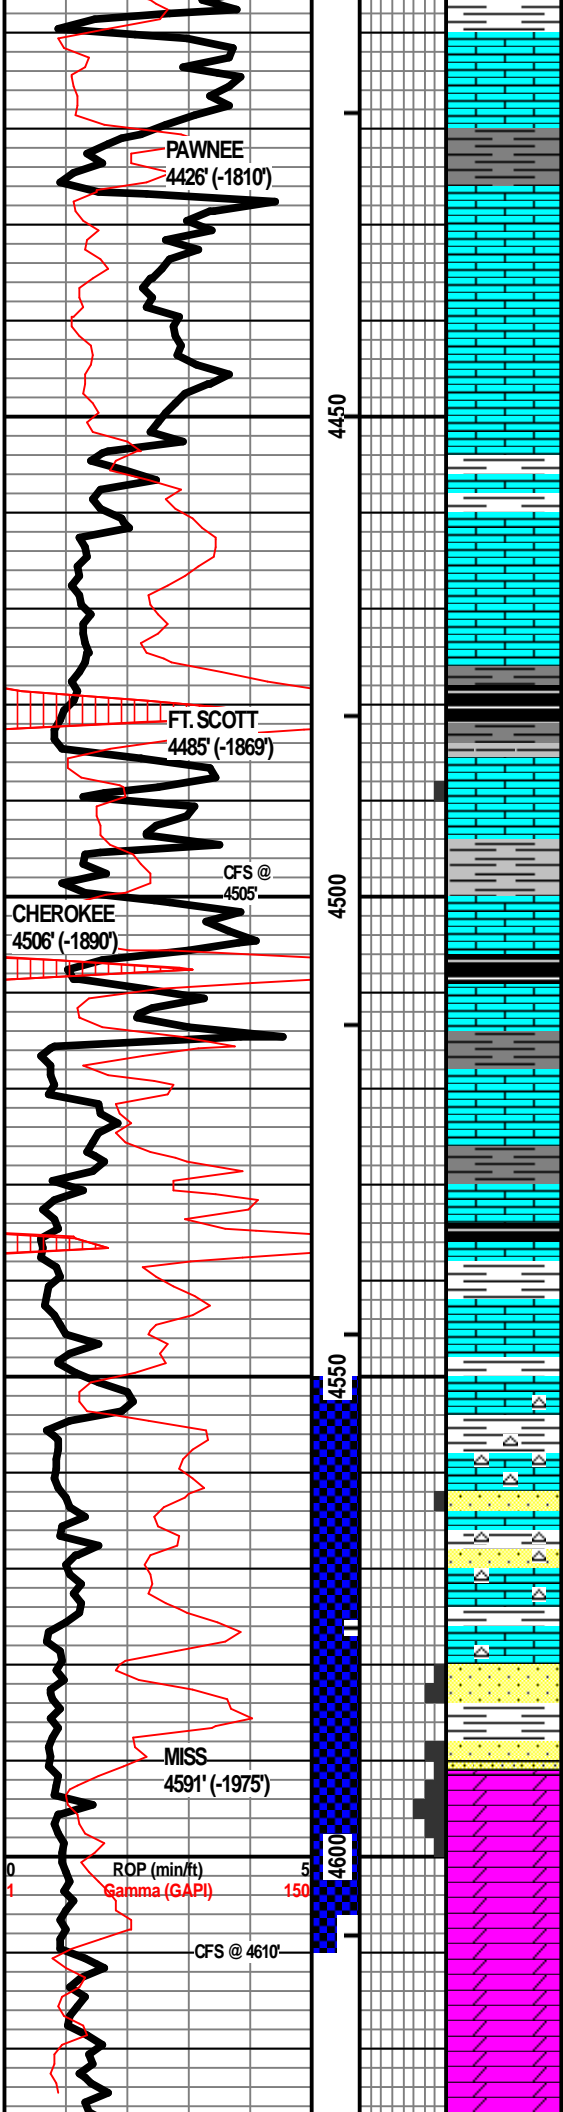 PAWNEE
4426' (-1810')
4450
FT. SCOTT
4485' (-1869')
CFS @
4505'
4500
CHEROKEE
4506' (-1890')
4550
MISS
4591' (-1975')
4600
0 ROP (min/ft) 5
1 Gamma (GAPI) 150
CFS @ 4610'